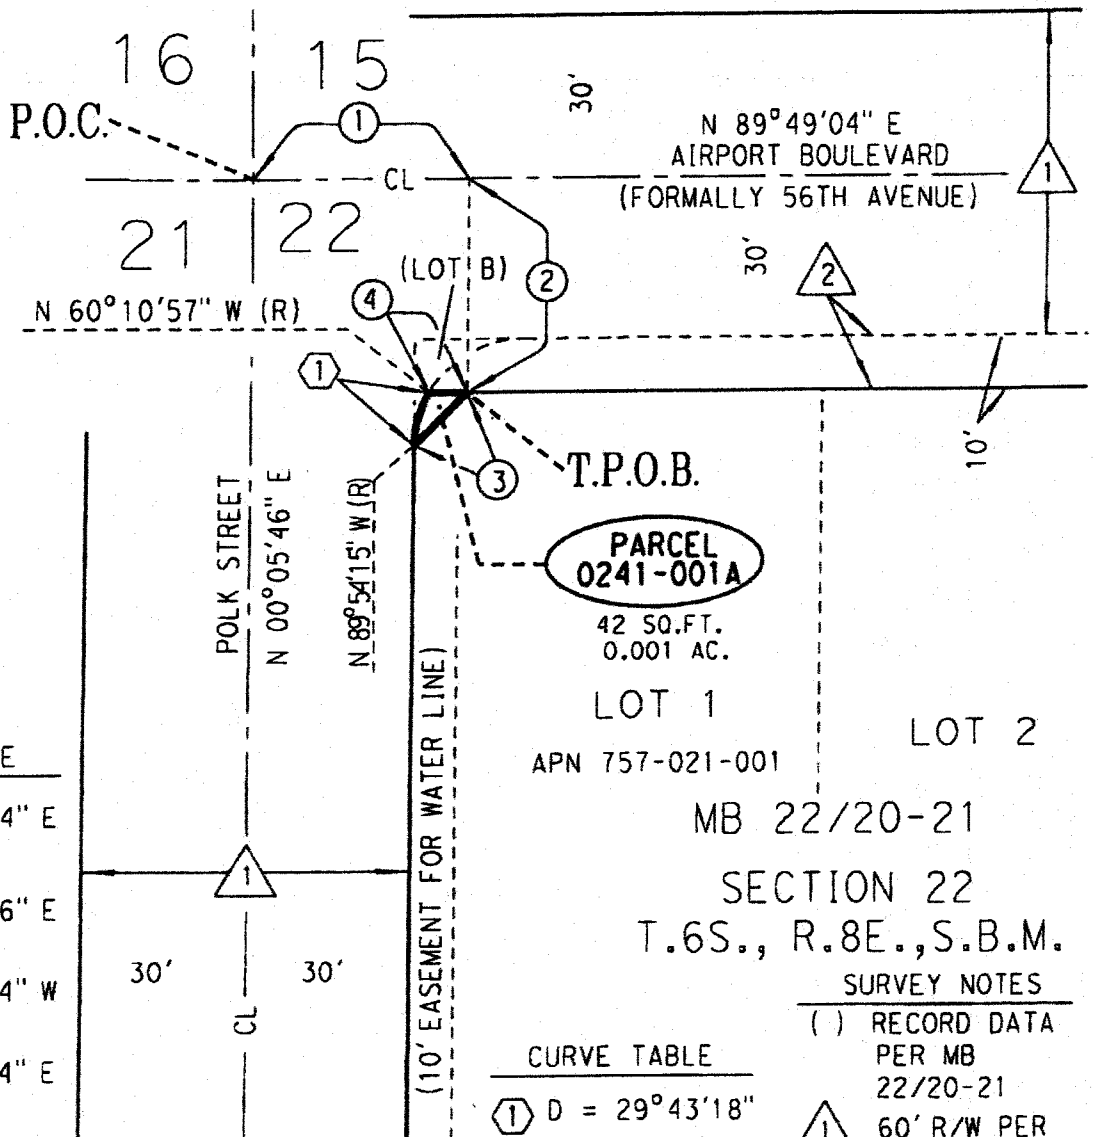 16
15
P.O.C.
1
30'
N 89°49'04" E
AIRPORT BOULEVARD
1
CL
(FORMALLY 56TH AVENUE)
21
22
(LOT B)
2
30'
2
4
N 60°10'57" W (R)
1
10'
3
T.P.O.B.
POLK STREET
N 00°05'46" E
N 89°54'15" W (R)
PARCEL
0241-001A
42 SQ.FT.
0.001 AC.
LOT 1
LOT 2
APN 757-021-001
(10' EASEMENT FOR WATER LINE)
E
4" E
6" E
4" W
4" E
MB 22/20-21
SECTION 22
T.6S., R.8E.,S.B.M.
1
30'
30'
CL
SURVEY NOTES
( ) RECORD DATA
PER MB
22/20-21
1 60' R/W PER
CURVE TABLE
1 D = 29°43'18"